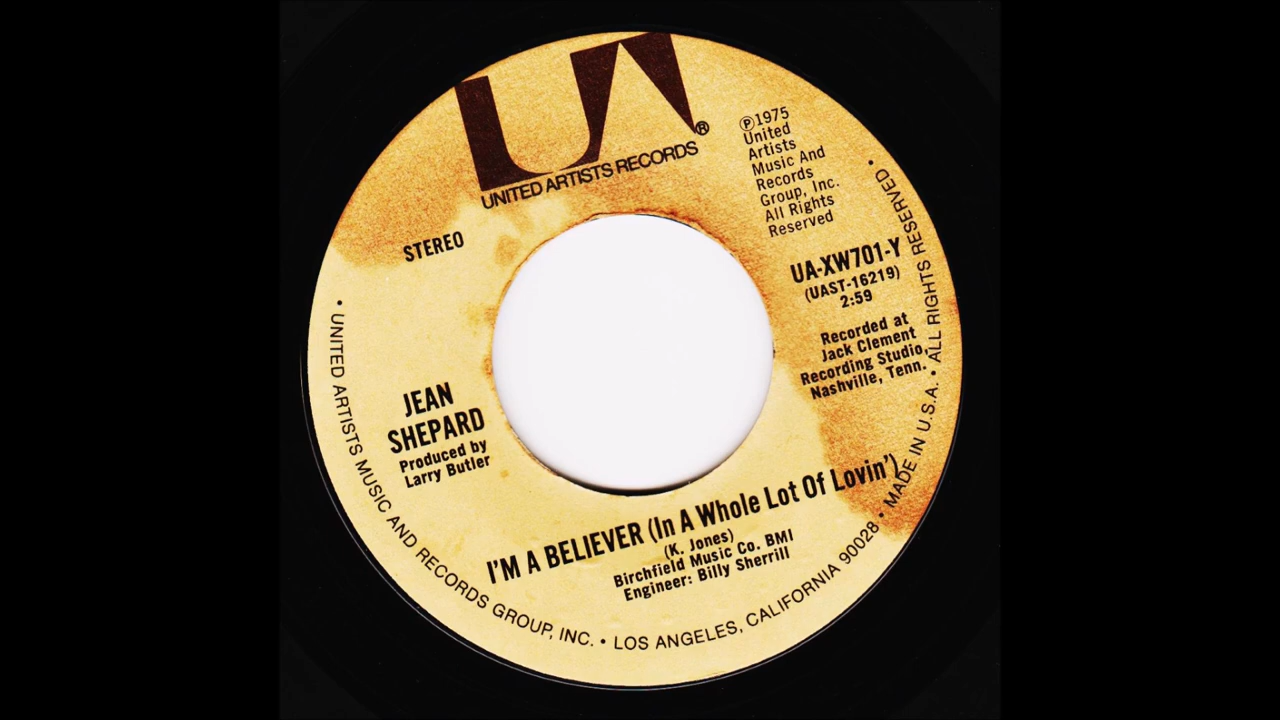 UA®
UNITED ARTISTS RECORDS
℗1975
United
Artists
Music And
Records
Group, Inc.
All Rights
Reserved
STEREO
UA-XW701-Y
(UAST-16219)
2:59
Recorded at
Jack Clement
Recording Studio,
Nashville, Tenn.
JEAN
SHEPARD
Produced by
Larry Butler
I'M A BELIEVER (In A Whole Lot Of Lovin')
(K. Jones)
Birchfield Music Co. BMI
Engineer: Billy Sherrill
• UNITED ARTISTS MUSIC AND RECORDS GROUP, INC. • LOS ANGELES, CALIFORNIA 90028 • MADE IN U.S.A. • ALL RIGHTS RESERVED •